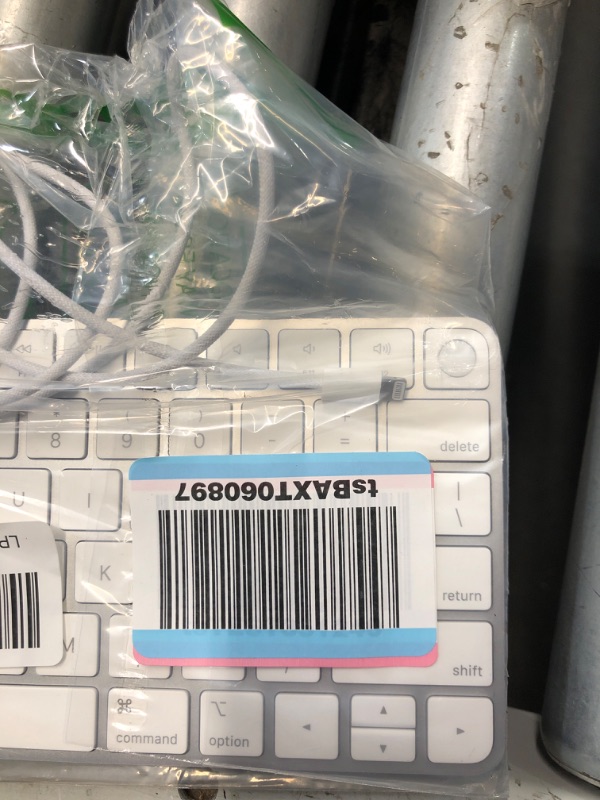 8
9
0
-
=
delete
U
I
tsBAXT060897
\
LP
K
return
M
shift
⌘
command
⌥
option